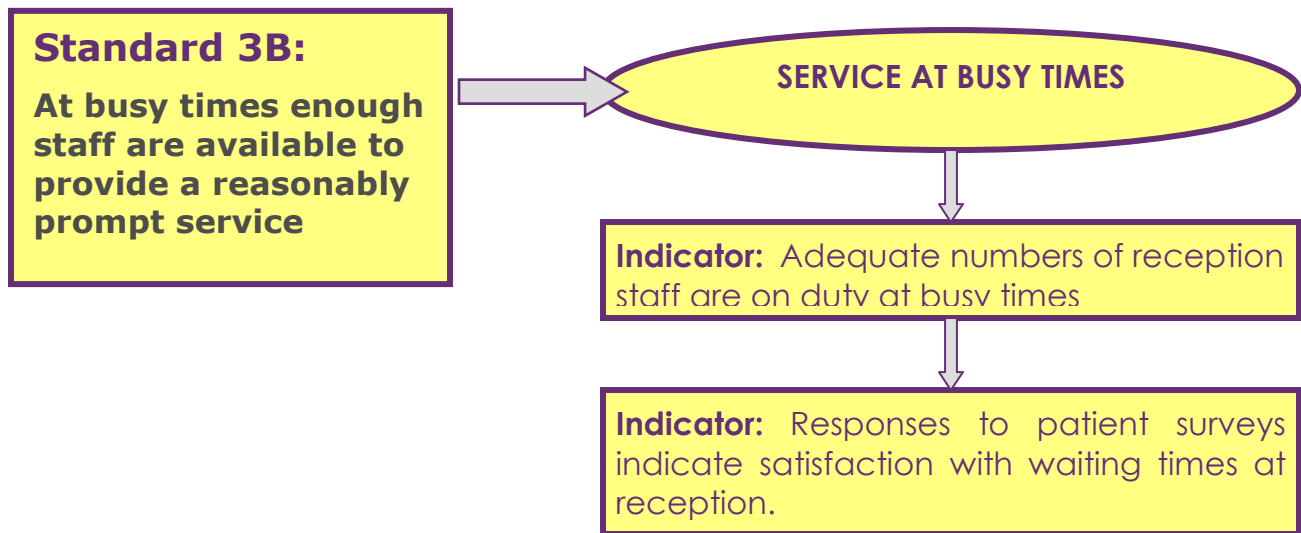 Standard 3B:
At busy times enough
staff are available to
provide a reasonably
prompt service
SERVICE AT BUSY TIMES
Indicator: Adequate numbers of reception
staff are on duty at busy times
Indicator: Responses to patient surveys
indicate satisfaction with waiting times at
reception.